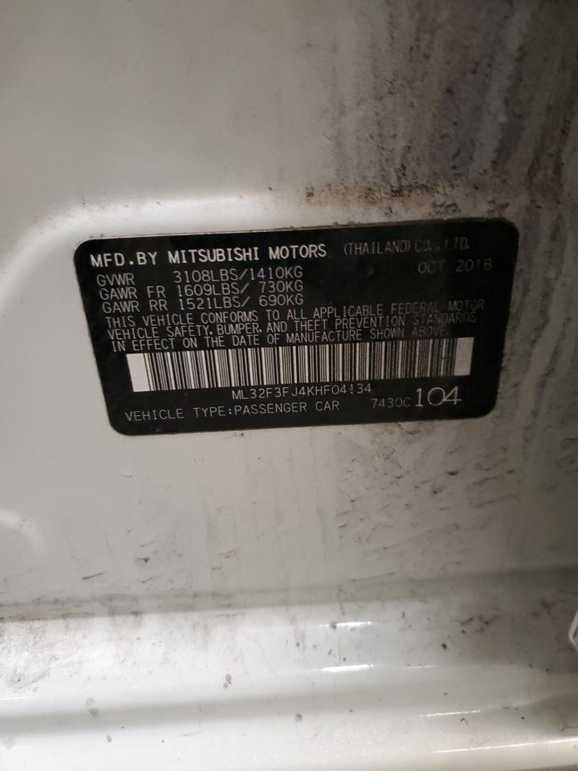 MFD.BY MITSUBISHI MOTORS (THAILAND) CO., LTD.
GVWR 3108LBS/1410KG OCT 2018
GAWR FR 1609LBS/ 730KG
GAWR RR 1521LBS/ 690KG
THIS VEHICLE CONFORMS TO ALL APPLICABLE FEDERAL MOTOR
VEHICLE SAFETY, BUMPER, AND THEFT PREVENTION STANDARDS
IN EFFECT ON THE DATE OF MANUFACTURE SHOWN ABOVE.
ML32F3FJ4KHF04134
VEHICLE TYPE:PASSENGER CAR 7430C 104